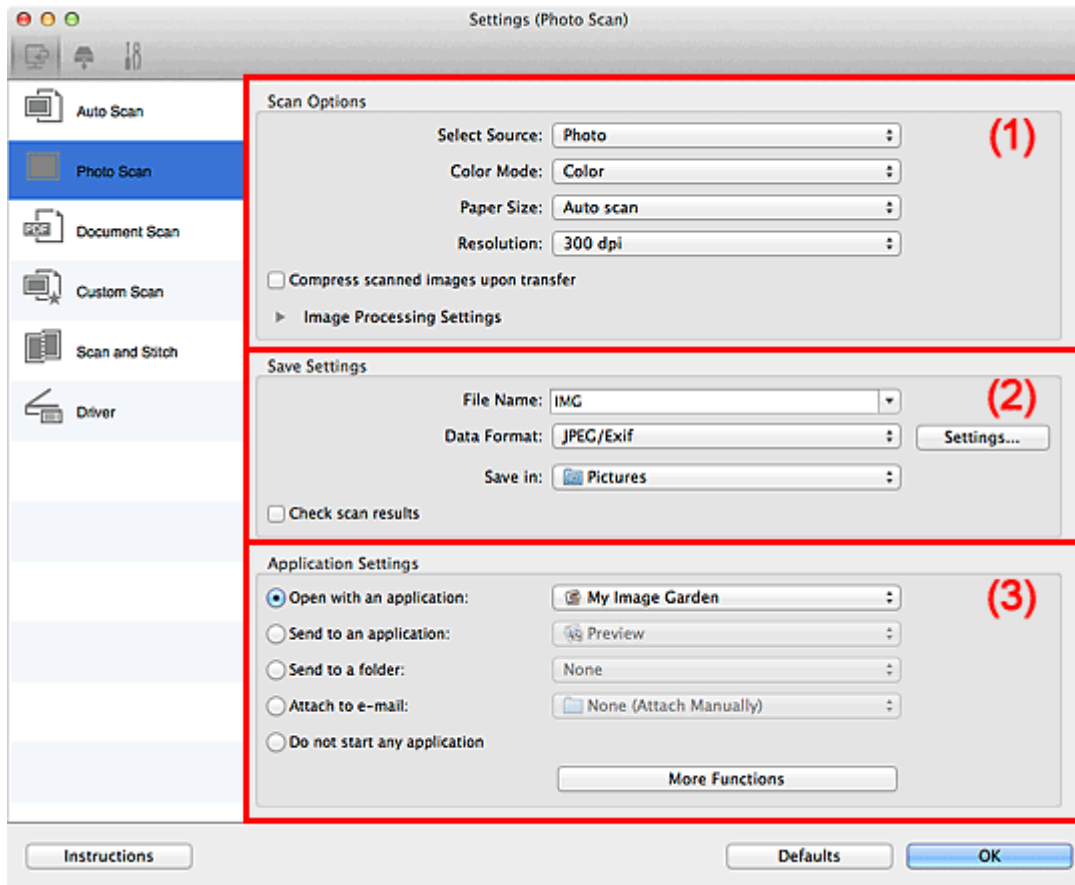 Settings (Photo Scan)
Auto Scan
Photo Scan
Document Scan
Custom Scan
Scan and Stitch
Driver
Scan Options
(1)
Select Source: Photo
Color Mode: Color
Paper Size: Auto scan
Resolution: 300 dpi
Compress scanned images upon transfer
Image Processing Settings
Save Settings
(2)
File Name: IMG
Data Format: JPEG/Exif Settings...
Save in: Pictures
Check scan results
Application Settings
(3)
Open with an application: My Image Garden
Send to an application: Preview
Send to a folder: None
Attach to e-mail: None (Attach Manually)
Do not start any application
More Functions
Instructions Defaults OK